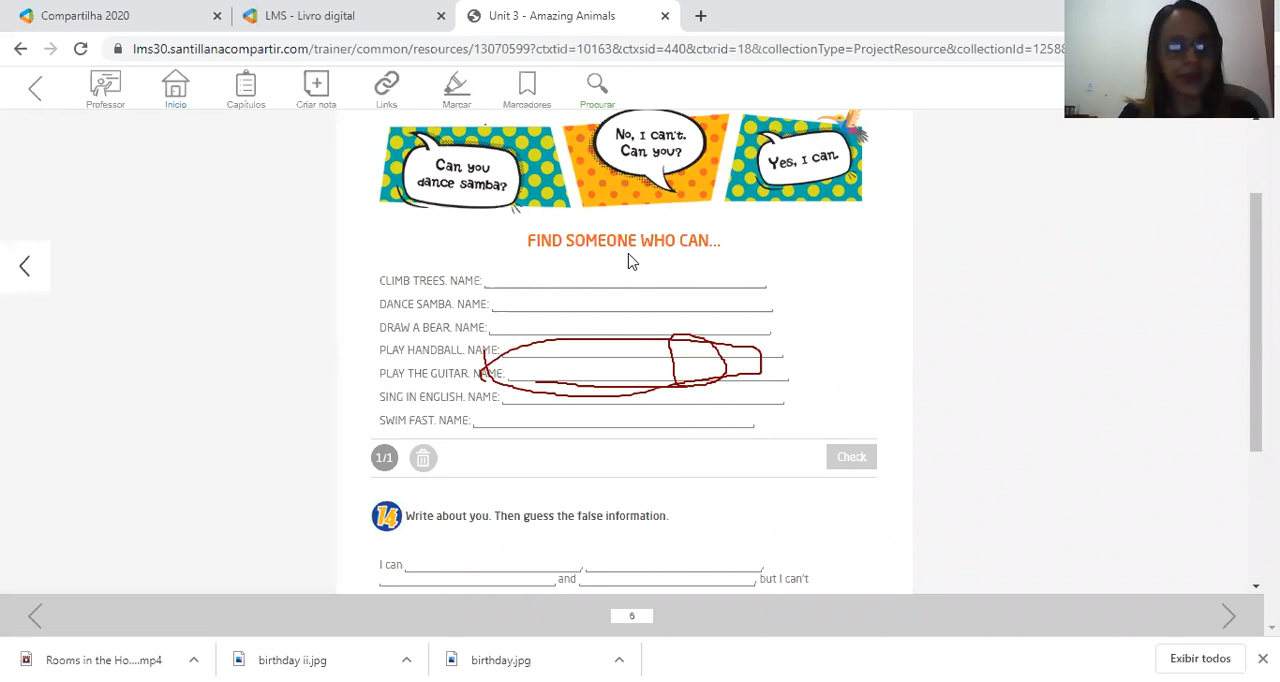 Compartilha 2020
LMS - Livro digital
Unit 3 - Amazing Animals
lms30.santillanacompartir.com/trainer/common/resources/13070599?ctxtid=10163&ctxsid=440&ctxrid=18&collectionType=ProjectResource&collectionId=12588
Professor
Início
Capítulos
Criar nota
Links
Marcar
Marcadores
Procurar
Can you
dance samba?
No, I can't.
Can you?
Yes, I can.
FIND SOMEONE WHO CAN...
CLIMB TREES. NAME:
DANCE SAMBA. NAME:
DRAW A BEAR. NAME:
PLAY HANDBALL. NAME:
PLAY THE GUITAR. NAME:
SING IN ENGLISH. NAME:
SWIM FAST. NAME:
1/1
Check
14 Write about you. Then guess the false information.
I can
and
but I can't
6
Rooms in the Ho....mp4
birthday ii.jpg
birthday.jpg
Exibir todos